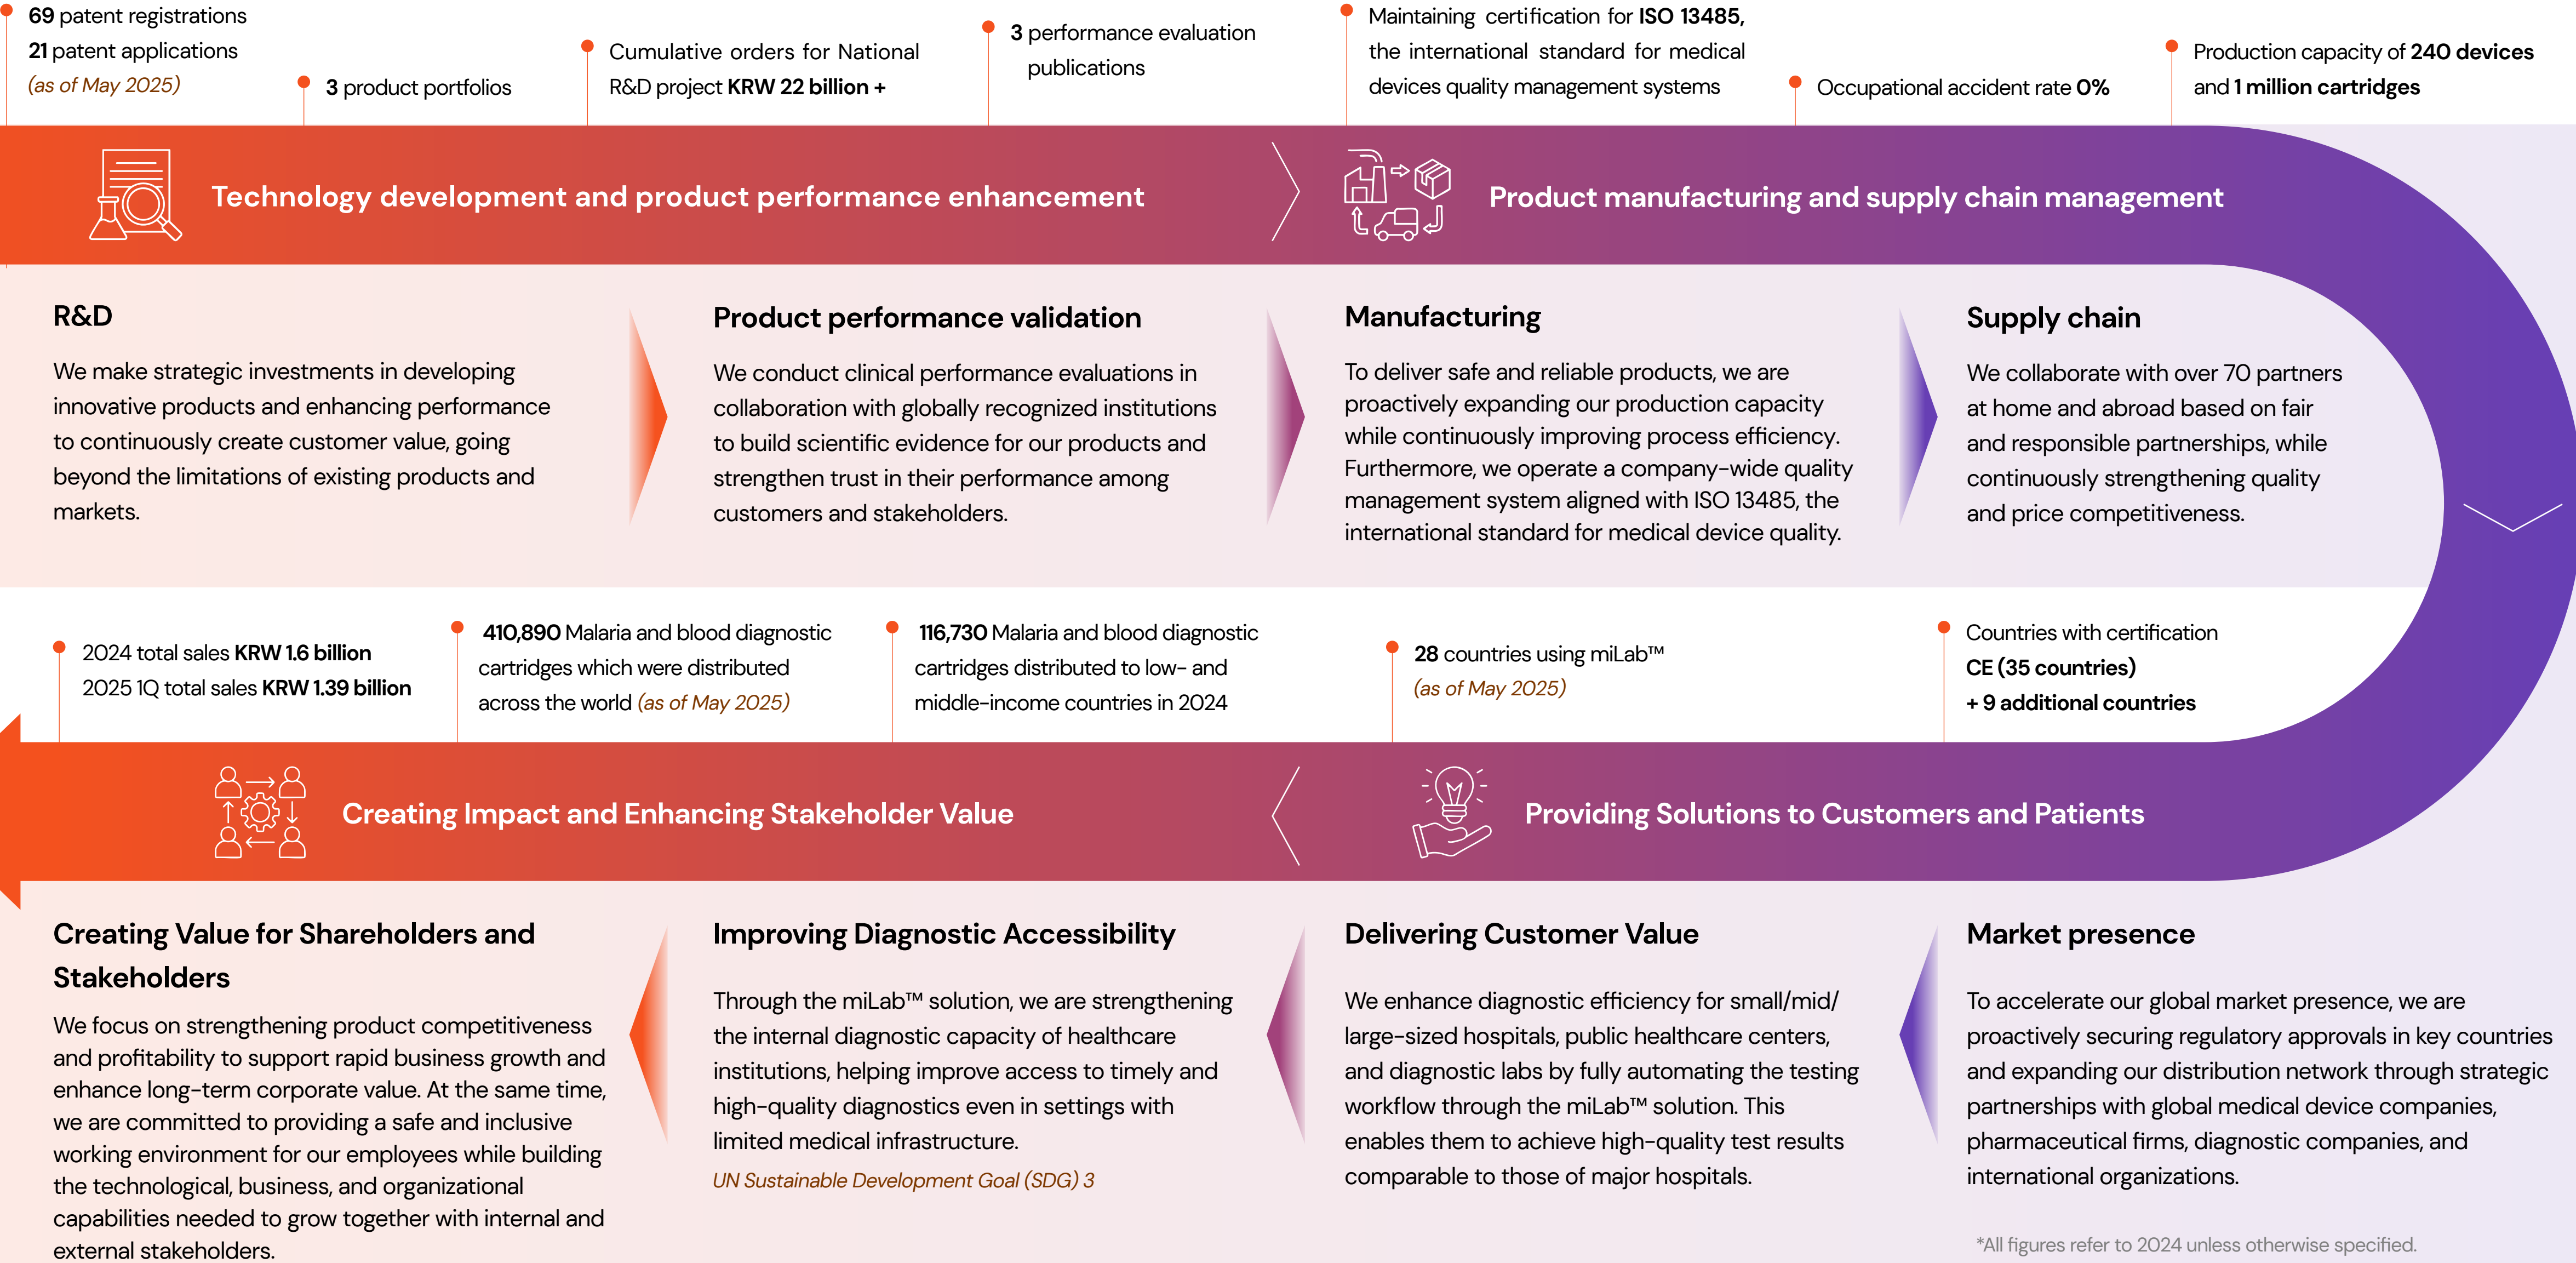 69 patent registrations
21 patent applications
(as of May 2025)
3 product portfolios
Cumulative orders for National
R&D project KRW 22 billion +
3 performance evaluation
publications
Maintaining certification for ISO 13485,
the international standard for medical
devices quality management systems
Occupational accident rate 0%
Production capacity of 240 devices
and 1 million cartridges
Technology development and product performance enhancement
Product manufacturing and supply chain management
R&D
We make strategic investments in developing
innovative products and enhancing performance
to continuously create customer value, going
beyond the limitations of existing products and
markets.
Product performance validation
We conduct clinical performance evaluations in
collaboration with globally recognized institutions
to build scientific evidence for our products and
strengthen trust in their performance among
customers and stakeholders.
Manufacturing
To deliver safe and reliable products, we are
proactively expanding our production capacity
while continuously improving process efficiency.
Furthermore, we operate a company-wide quality
management system aligned with ISO 13485, the
international standard for medical device quality.
Supply chain
We collaborate with over 70 partners
at home and abroad based on fair
and responsible partnerships, while
continuously strengthening quality
and price competitiveness.
2024 total sales KRW 1.6 billion
2025 1Q total sales KRW 1.39 billion
410,890 Malaria and blood diagnostic
cartridges which were distributed
across the world (as of May 2025)
116,730 Malaria and blood diagnostic
cartridges distributed to low- and
middle-income countries in 2024
28 countries using miLab™
(as of May 2025)
Countries with certification
CE (35 countries)
+ 9 additional countries
Creating Impact and Enhancing Stakeholder Value
Providing Solutions to Customers and Patients
Creating Value for Shareholders and
Stakeholders
We focus on strengthening product competitiveness
and profitability to support rapid business growth and
enhance long-term corporate value. At the same time,
we are committed to providing a safe and inclusive
working environment for our employees while building
the technological, business, and organizational
capabilities needed to grow together with internal and
external stakeholders.
Improving Diagnostic Accessibility
Through the miLab™ solution, we are strengthening
the internal diagnostic capacity of healthcare
institutions, helping improve access to timely and
high-quality diagnostics even in settings with
limited medical infrastructure.
UN Sustainable Development Goal (SDG) 3
Delivering Customer Value
We enhance diagnostic efficiency for small/mid/
large-sized hospitals, public healthcare centers,
and diagnostic labs by fully automating the testing
workflow through the miLab™ solution. This
enables them to achieve high-quality test results
comparable to those of major hospitals.
Market presence
To accelerate our global market presence, we are
proactively securing regulatory approvals in key countries
and expanding our distribution network through strategic
partnerships with global medical device companies,
pharmaceutical firms, diagnostic companies, and
international organizations.
*All figures refer to 2024 unless otherwise specified.